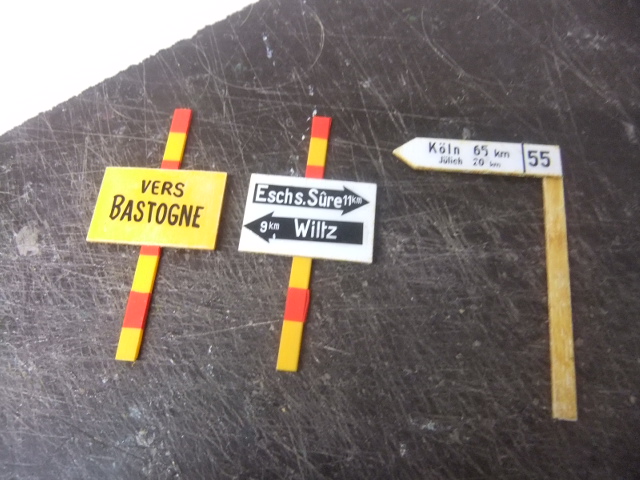 VERS
BASTOGNE
Esch s. Sûre 11km
9km Wiltz
Köln 65 km
Jülich 20 km
55